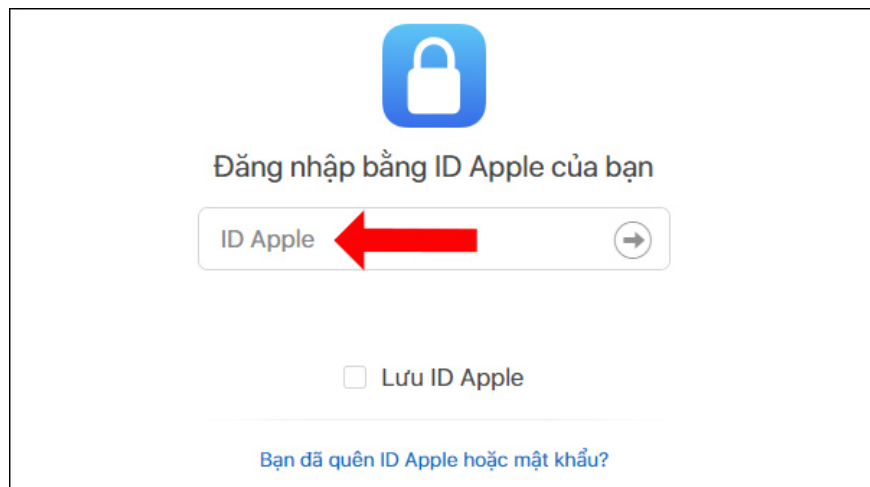 Đăng nhập bằng ID Apple của bạn
ID Apple
Lưu ID Apple
Bạn đã quên ID Apple hoặc mật khẩu?